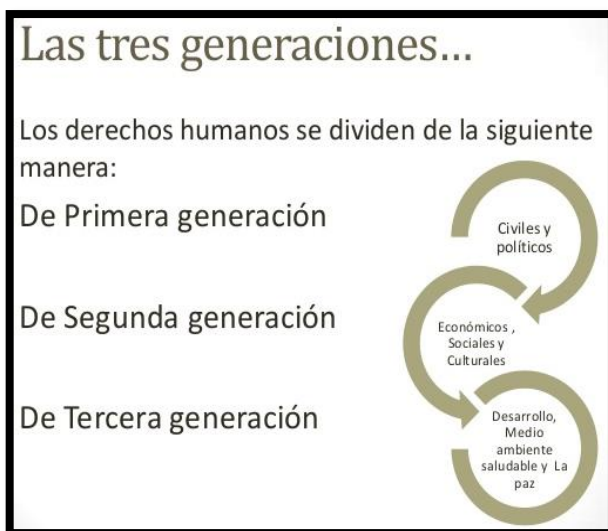 Las tres generaciones...
Los derechos humanos se dividen de la siguiente
manera:
De Primera generación
Civiles y
políticos
De Segunda generación
Económicos ,
Sociales y
Culturales
De Tercera generación
Desarrollo,
Medio
ambiente
saludable y La
paz